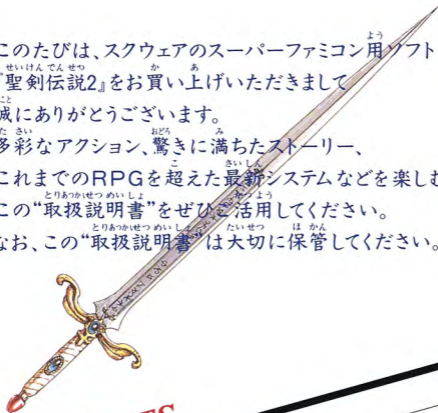 このたびは、スクウェアのスーパーファミコン用ソフト
『聖剣伝説2』をお買い上げいただきまして
誠にありがとうございます。
多彩なアクション、驚きに満ちたストーリー、
これまでのRPGを超えた最新システムなどを楽しむ
この“取扱説明書”をぜひご活用してください。
なお、この“取扱説明書”は大切に保管してください。
ES